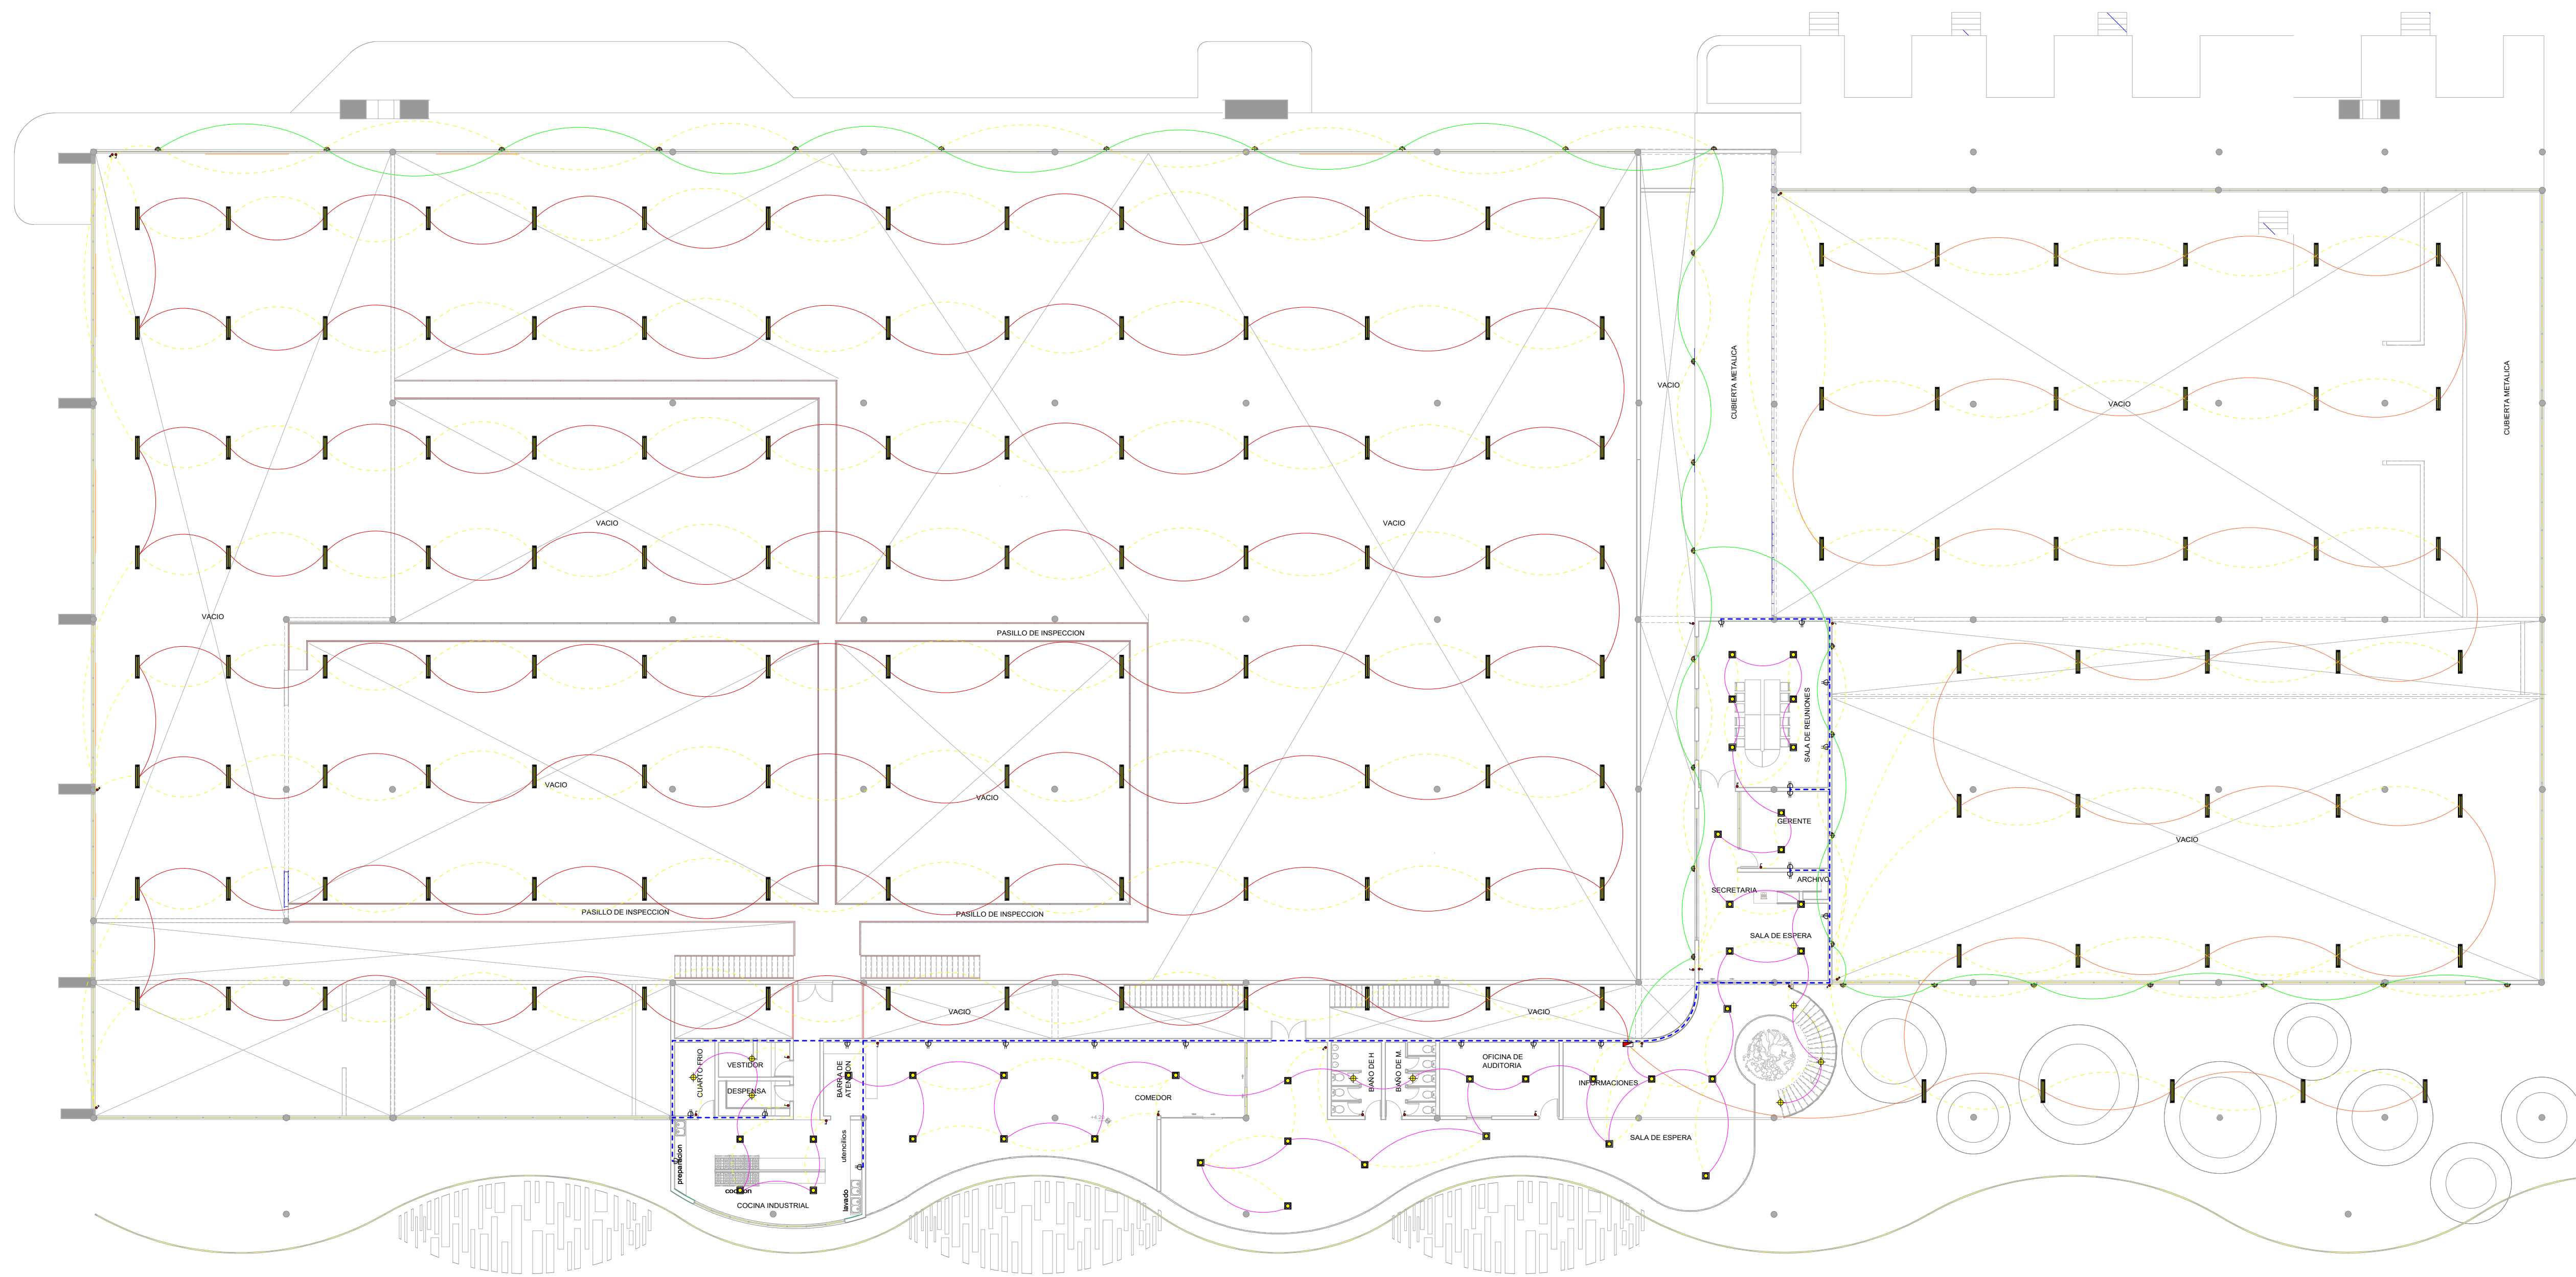 CUBIERTA METALICA
VACIO
VACIO
CUBIERTA METALICA
VACIO
VACIO
VACIO
PASILLO DE INSPECCION
SALA DE REUNIONES
VACIO
VACIO
GERENTE
VACIO
ARCHIVO
SECRETARIA
PASILLO DE INSPECCION
PASILLO DE INSPECCION
SALA DE ESPERA
VACIO
VACIO
CUARTO FRIO
VESTIDOR
DESPENSA
BARRA DE
ATENCION
COMEDOR
BAÑO DE H
BAÑO DE M.
OFICINA DE
AUDITORIA
INFORMACIONES
SALA DE ESPERA
preparacion
utencilios
coccion
lavado
COCINA INDUSTRIAL